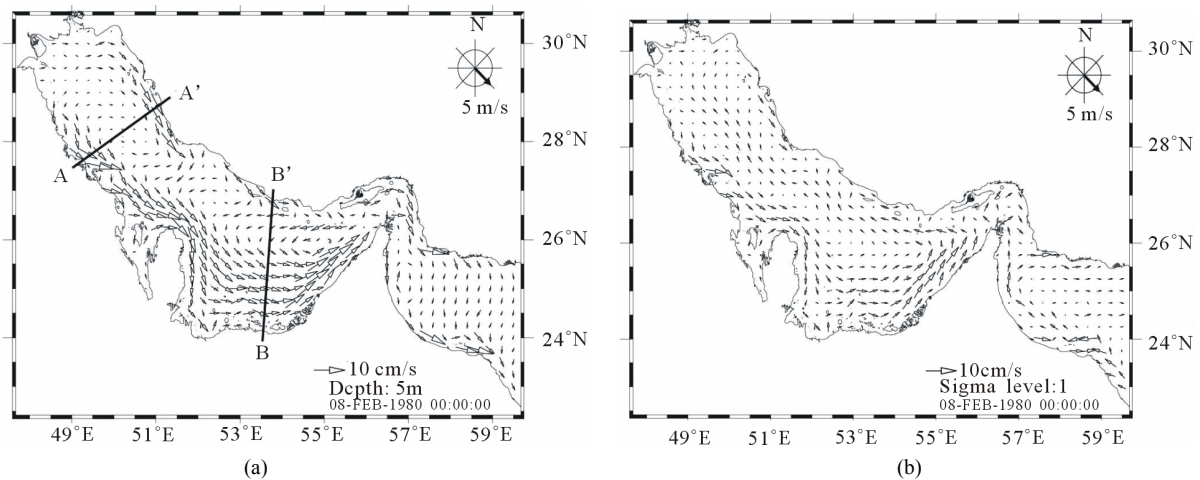 N
5 m/s
30°N
28°N
26°N
24°N
A'
A
B'
B
10 cm/s
Depth: 5m
08-FEB-1980 00:00:00
49°E 51°E 53°E 55°E 57°E 59°E
(a)
N
5 m/s
30°N
28°N
26°N
24°N
10cm/s
Sigma level:1
08-FEB-1980 00:00:00
49°E 51°E 53°E 55°E 57°E 59°E
(b)